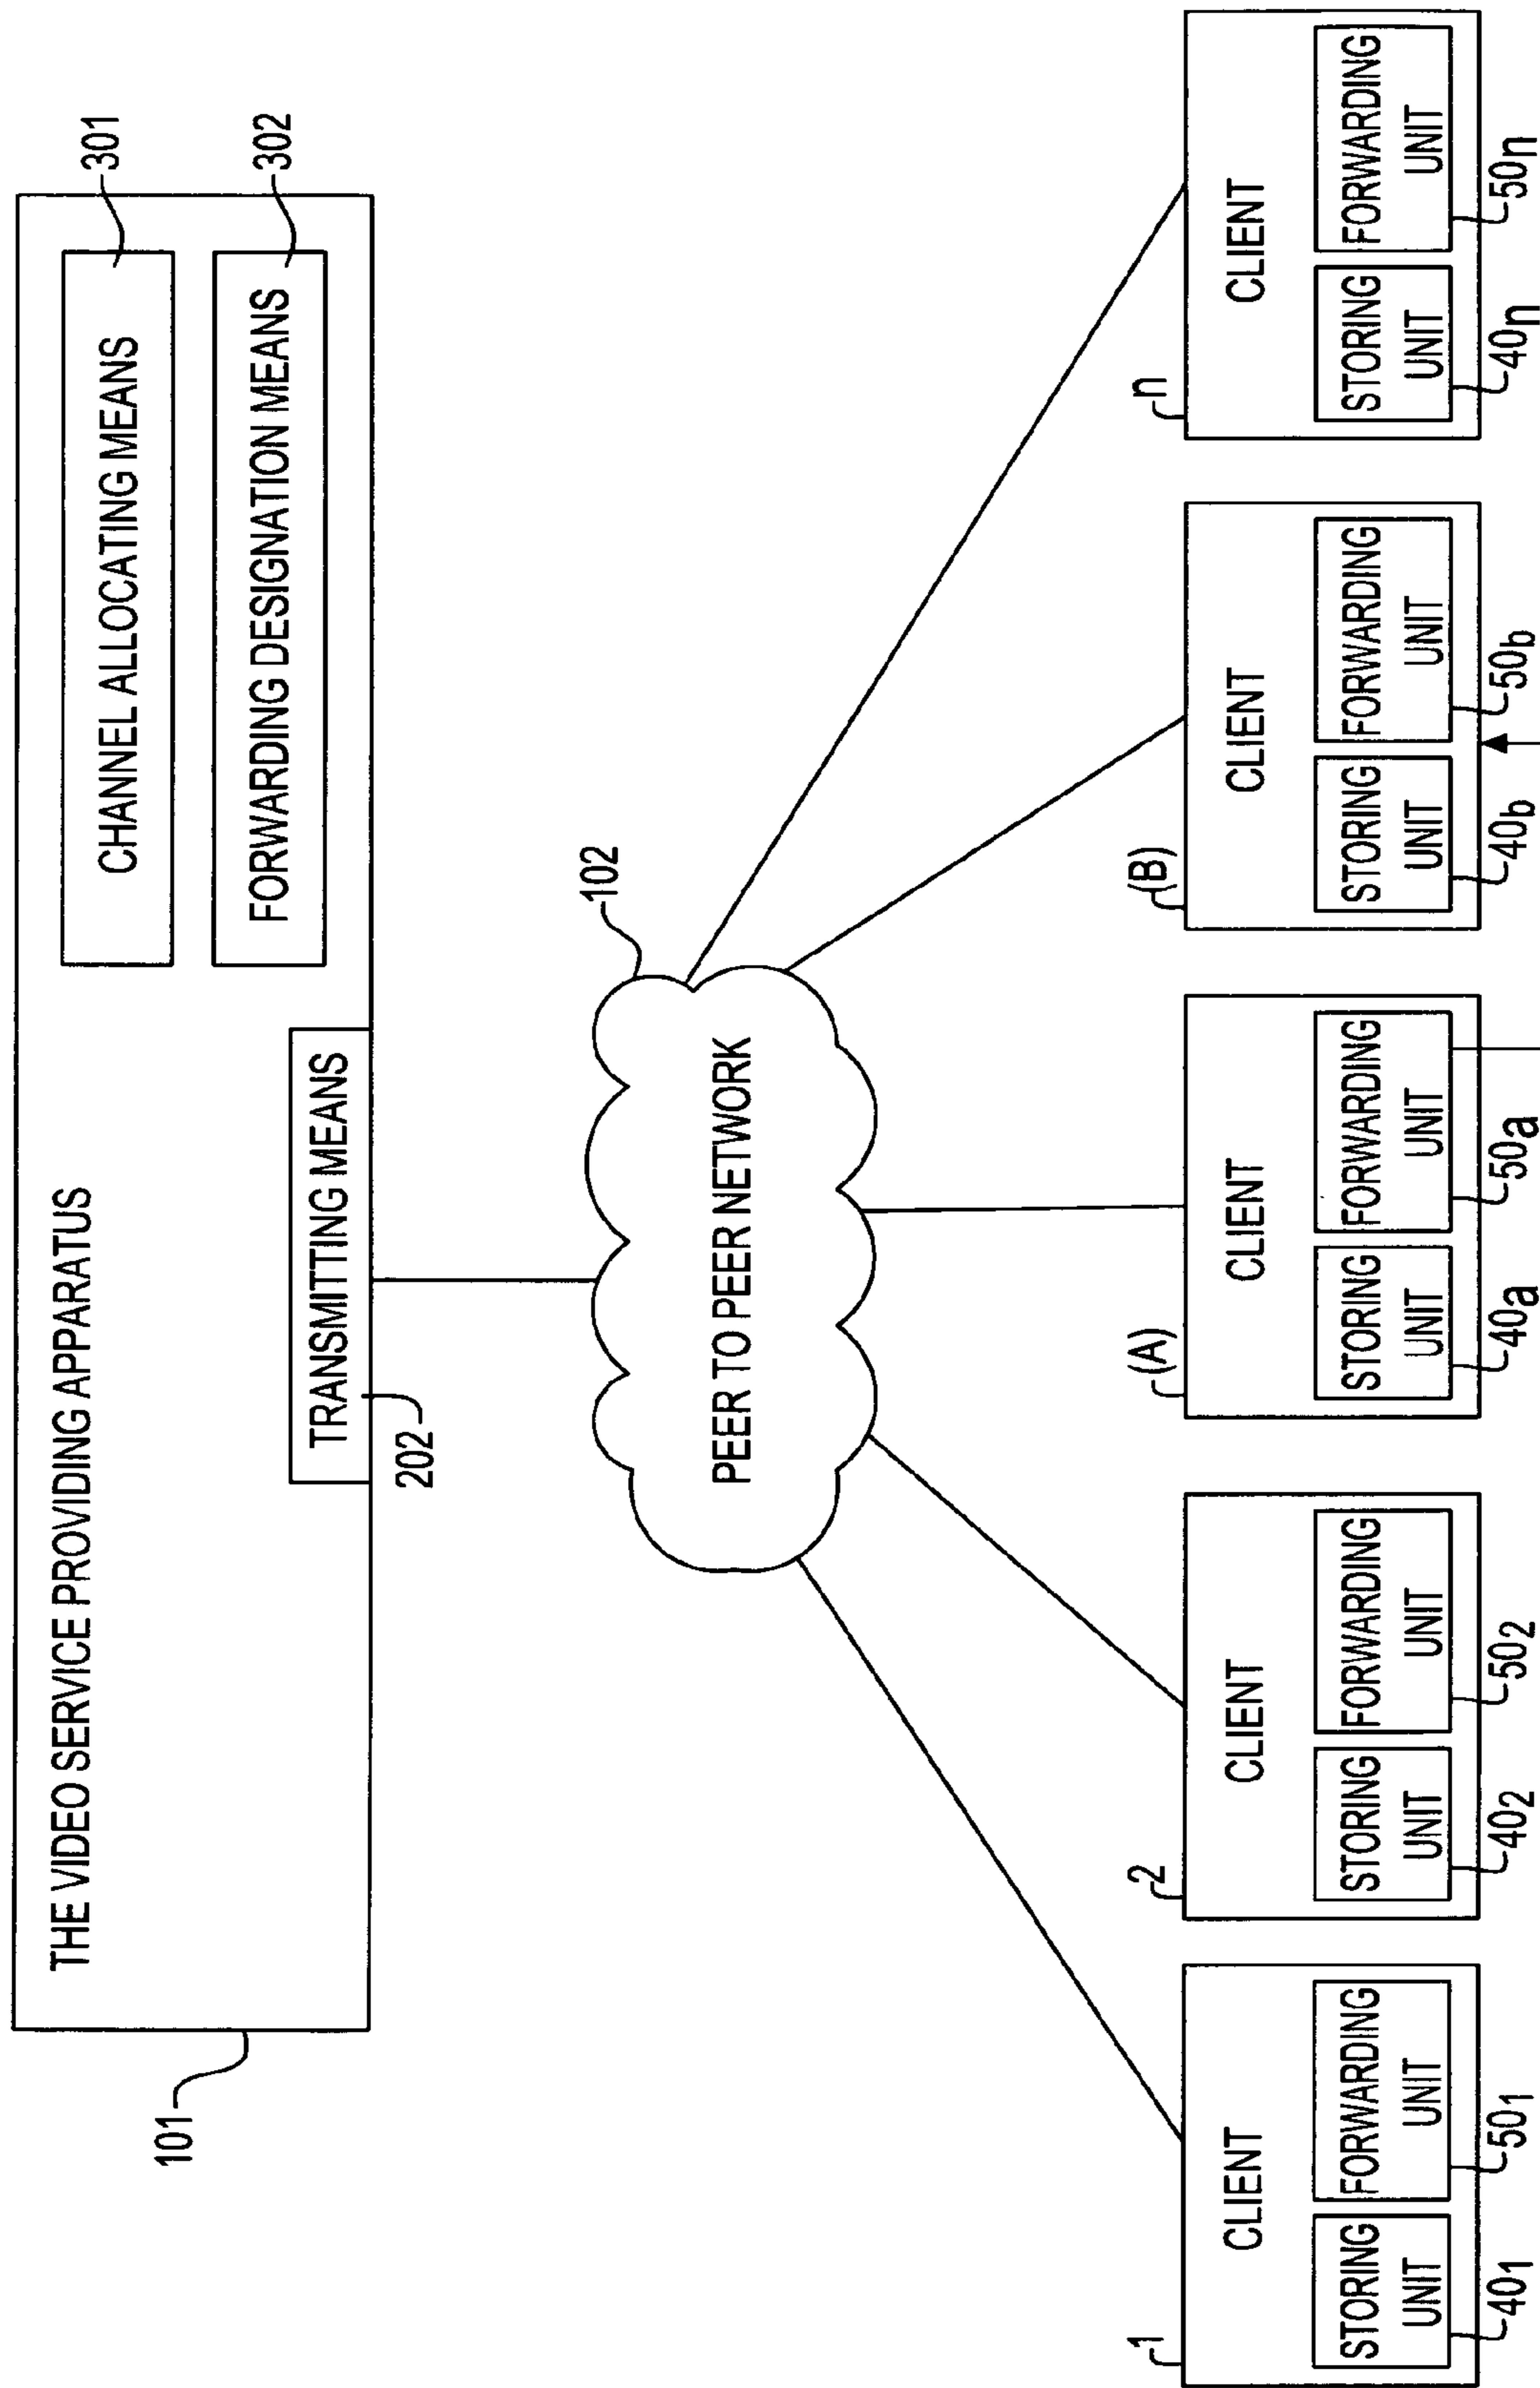 THE VIDEO SERVICE PROVIDING APPARATUS
101
CHANNEL ALLOCATING MEANS
301
FORWARDING DESIGNATION MEANS
302
TRANSMITTING MEANS
202
PEER TO PEER NETWORK
102
1
CLIENT
STORING
UNIT
FORWARDING
UNIT
401
501
2
CLIENT
STORING
UNIT
FORWARDING
UNIT
402
502
(A)
CLIENT
STORING
UNIT
FORWARDING
UNIT
40a
50a
(B)
CLIENT
STORING
UNIT
FORWARDING
UNIT
40b
50b
n
CLIENT
STORING
UNIT
FORWARDING
UNIT
40n
50n